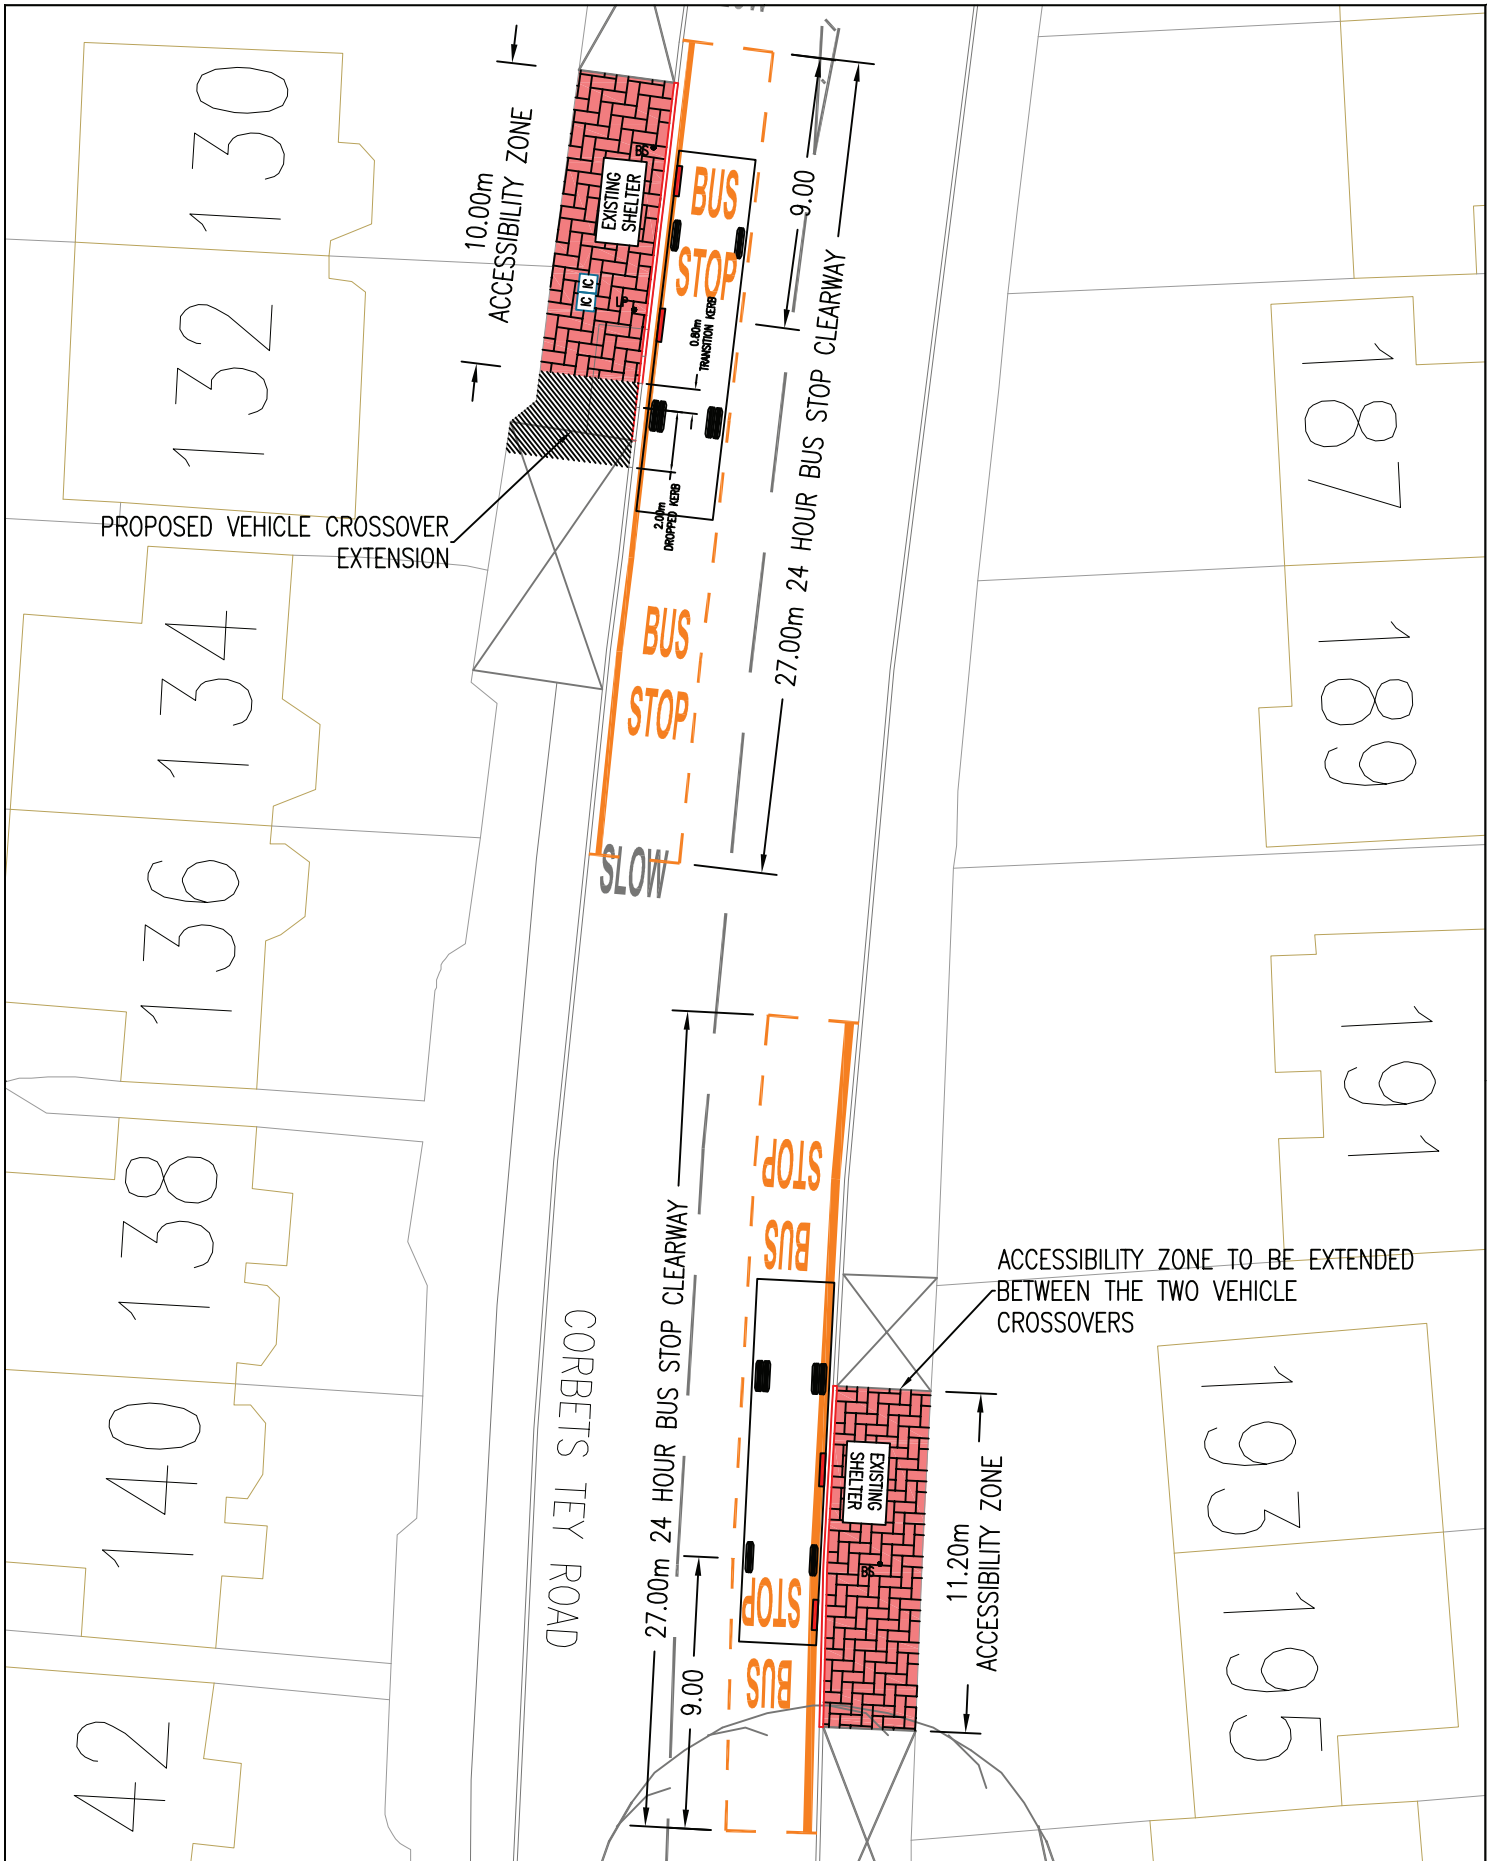 130
132
134
136
138
140
42
187
189
191
193
195
10.00m
ACCESSIBILITY ZONE
EXISTING
SHELTER
BS
IC
IC
LP
BUS
STOP
0.80m
TRANSITION KERB
2.00m
DROPPED KERB
9.00
27.00m 24 HOUR BUS STOP CLEARWAY
PROPOSED VEHICLE CROSSOVER
EXTENSION
BUS
STOP
SLOW
STOP
BUS
27.00m 24 HOUR BUS STOP CLEARWAY
CORBETS TEY ROAD
ACCESSIBILITY ZONE TO BE EXTENDED
BETWEEN THE TWO VEHICLE
CROSSOVERS
EXISTING
SHELTER
BS
11.20m
ACCESSIBILITY ZONE
STOP
BUS
9.00